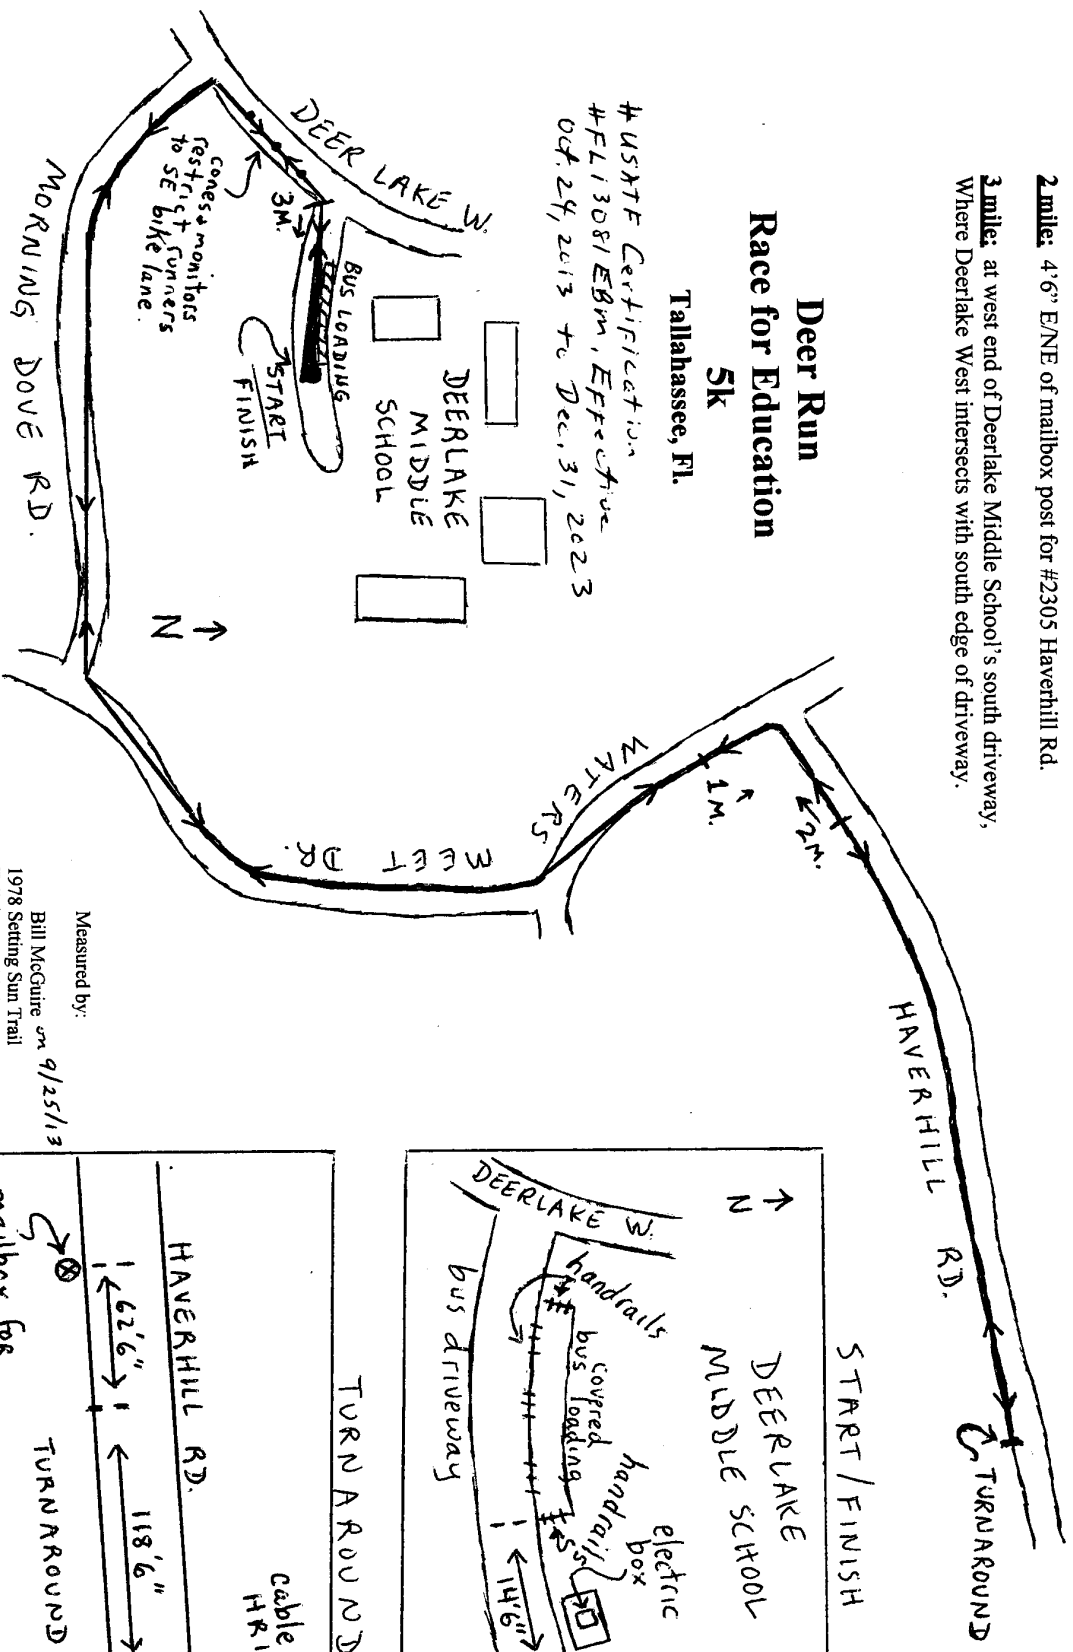 2 mile: 4'6" E/NE of mailbox post for #2305 Haverhill Rd.
3 mile: at west end of Deerlake Middle School's south driveway,
Where Deerlake West intersects with south edge of driveway.
Deer Run
Race for Education
5k
Tallahassee, Fl.
#USATF Certification
#FL13081EBM, Effective
Oct. 24, 2013 to Dec. 31, 2023
DEER LAKE W.
3M.
BUS LOADING
START
FINISH
cones + monitors
restrict runners
to SE bike lane.
DEERLAKE
MIDDLE
SCHOOL
N
MORNING DOVE RD.
WATERS
MEET DR.
1 M.
2 M.
HAVERHILL RD.
TURNAROUND
Measured by:
Bill McGuire on 9/25/13
1978 Setting Sun Trail
START/FINISH
DEERLAKE
MIDDLE SCHOOL
N
DEERLAKE W.
handrails
covered
bus loading
handrail
electric
box
S
S
14'6"
bus driveway
TURNAROUND
cable
HAVERHILL RD.
62'6"
118'6"
TURNAROUND
mailbox for